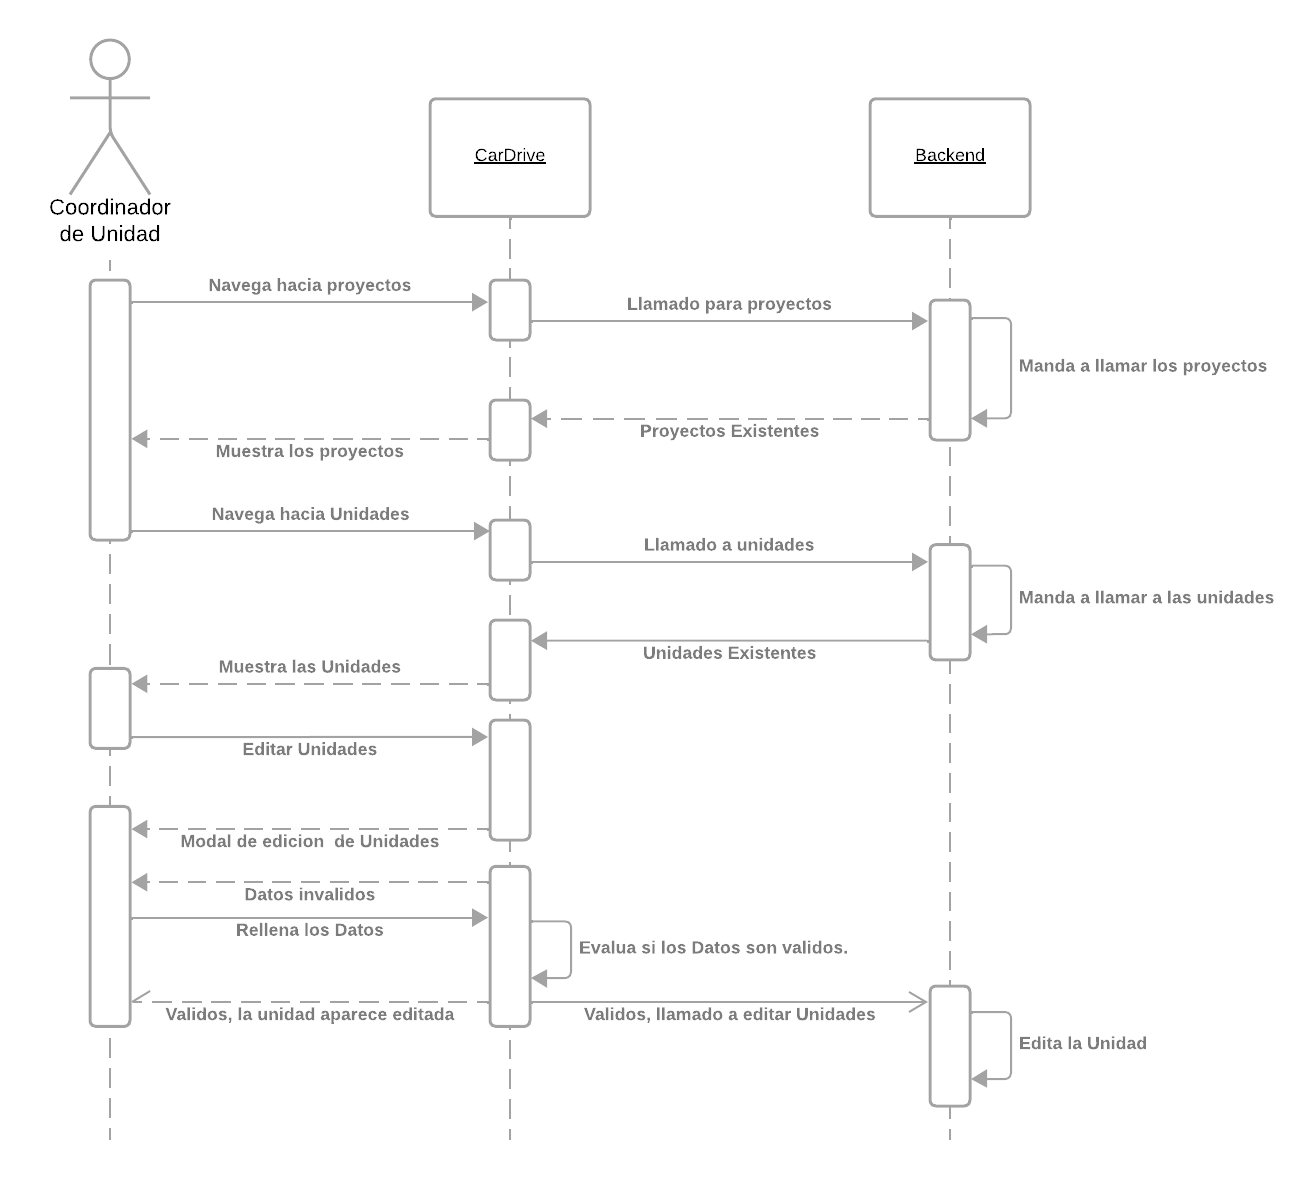 Coordinador
de Unidad
CarDrive
Backend
Navega hacia proyectos
Llamado para proyectos
Manda a llamar los proyectos
Proyectos Existentes
Muestra los proyectos
Navega hacia Unidades
Llamado a unidades
Manda a llamar a las unidades
Unidades Existentes
Muestra las Unidades
Editar Unidades
Modal de edicion  de Unidades
Datos invalidos
Rellena los Datos
Evalua si los Datos son validos.
Validos, la unidad aparece editada
Validos, llamado a editar Unidades
Edita la Unidad